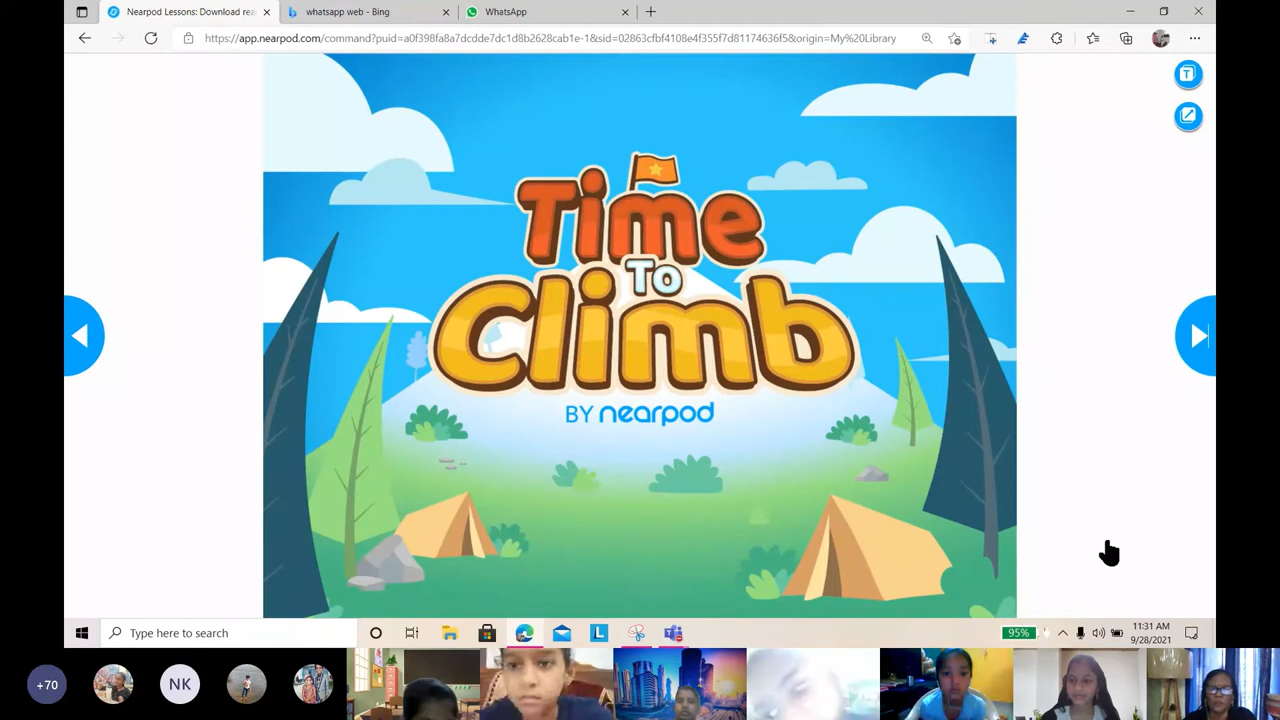 Nearpod Lessons: Download rea
whatsapp web - Bing
WhatsApp
https://app.nearpod.com/command?puid=a0f398fa8a7dcdde7dc1d8b2628cab1e-1&sid=02863cfbf4108e4f355f7d81174636f5&origin=My%20Library
T
Time
To
Climb
BY nearpod
Type here to search
L
95%
11:31 AM
9/28/2021
+70
NK